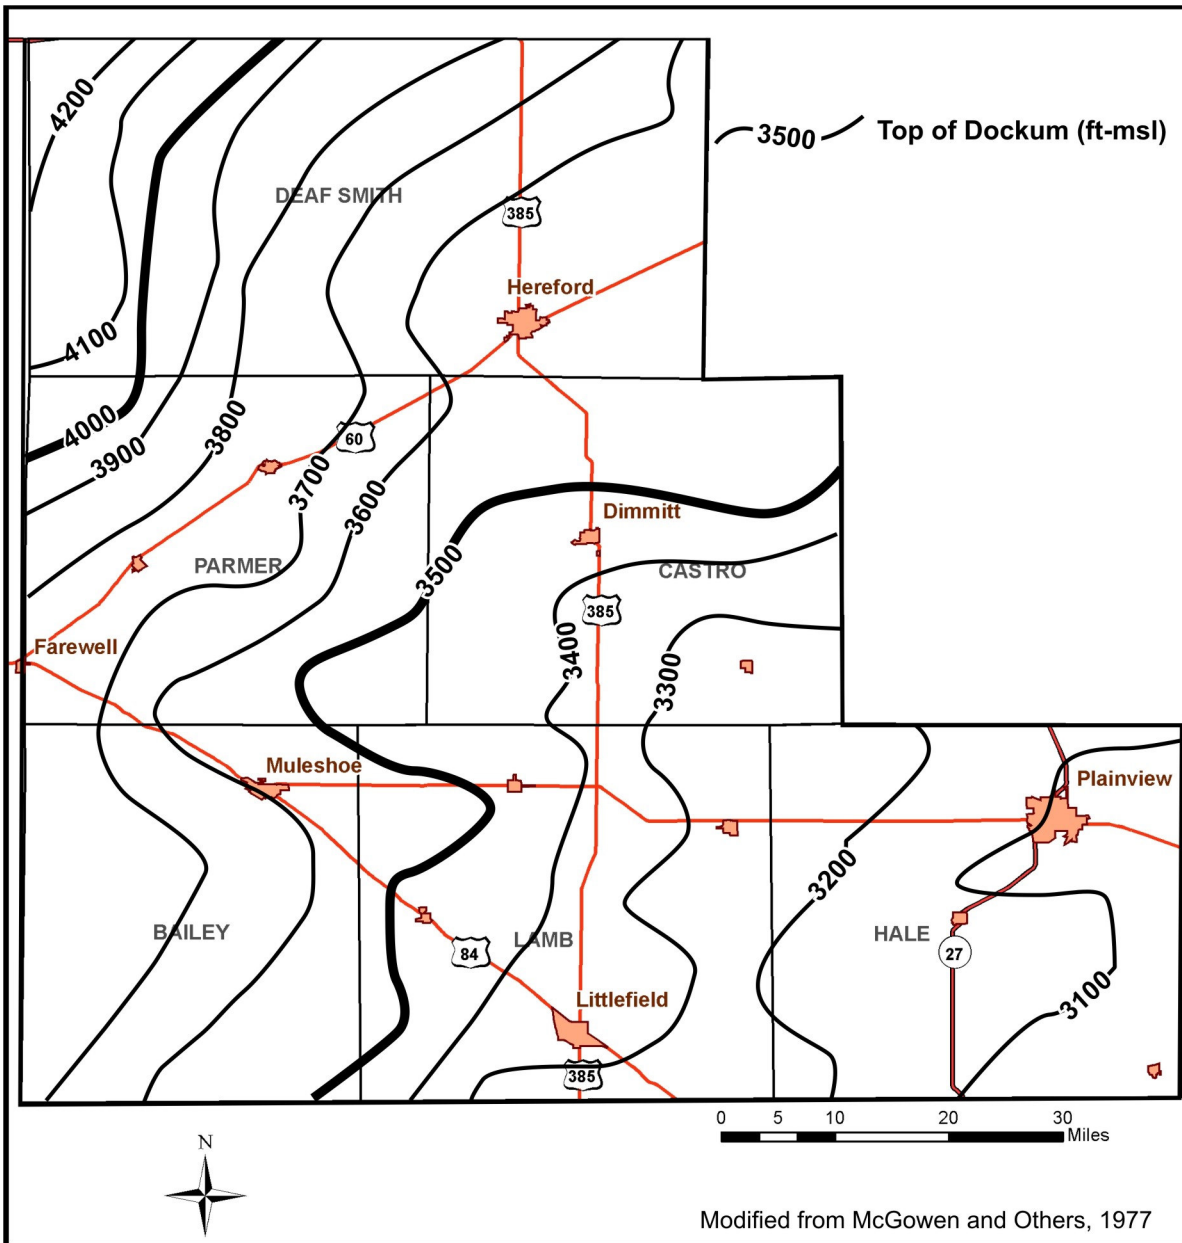 4200
3500
Top of Dockum (ft-msl)
DEAF SMITH
385
Hereford
4100
4000
3900
3800
60
3700
3600
3500
Dimmitt
PARMER
CASTRO
385
3400
3300
Farewell
Muleshoe
Plainview
3200
BAILEY
84
LAMB
HALE
27
Littlefield
3100
385
0 5 10 20 30
Miles
N
Modified from McGowen and Others, 1977